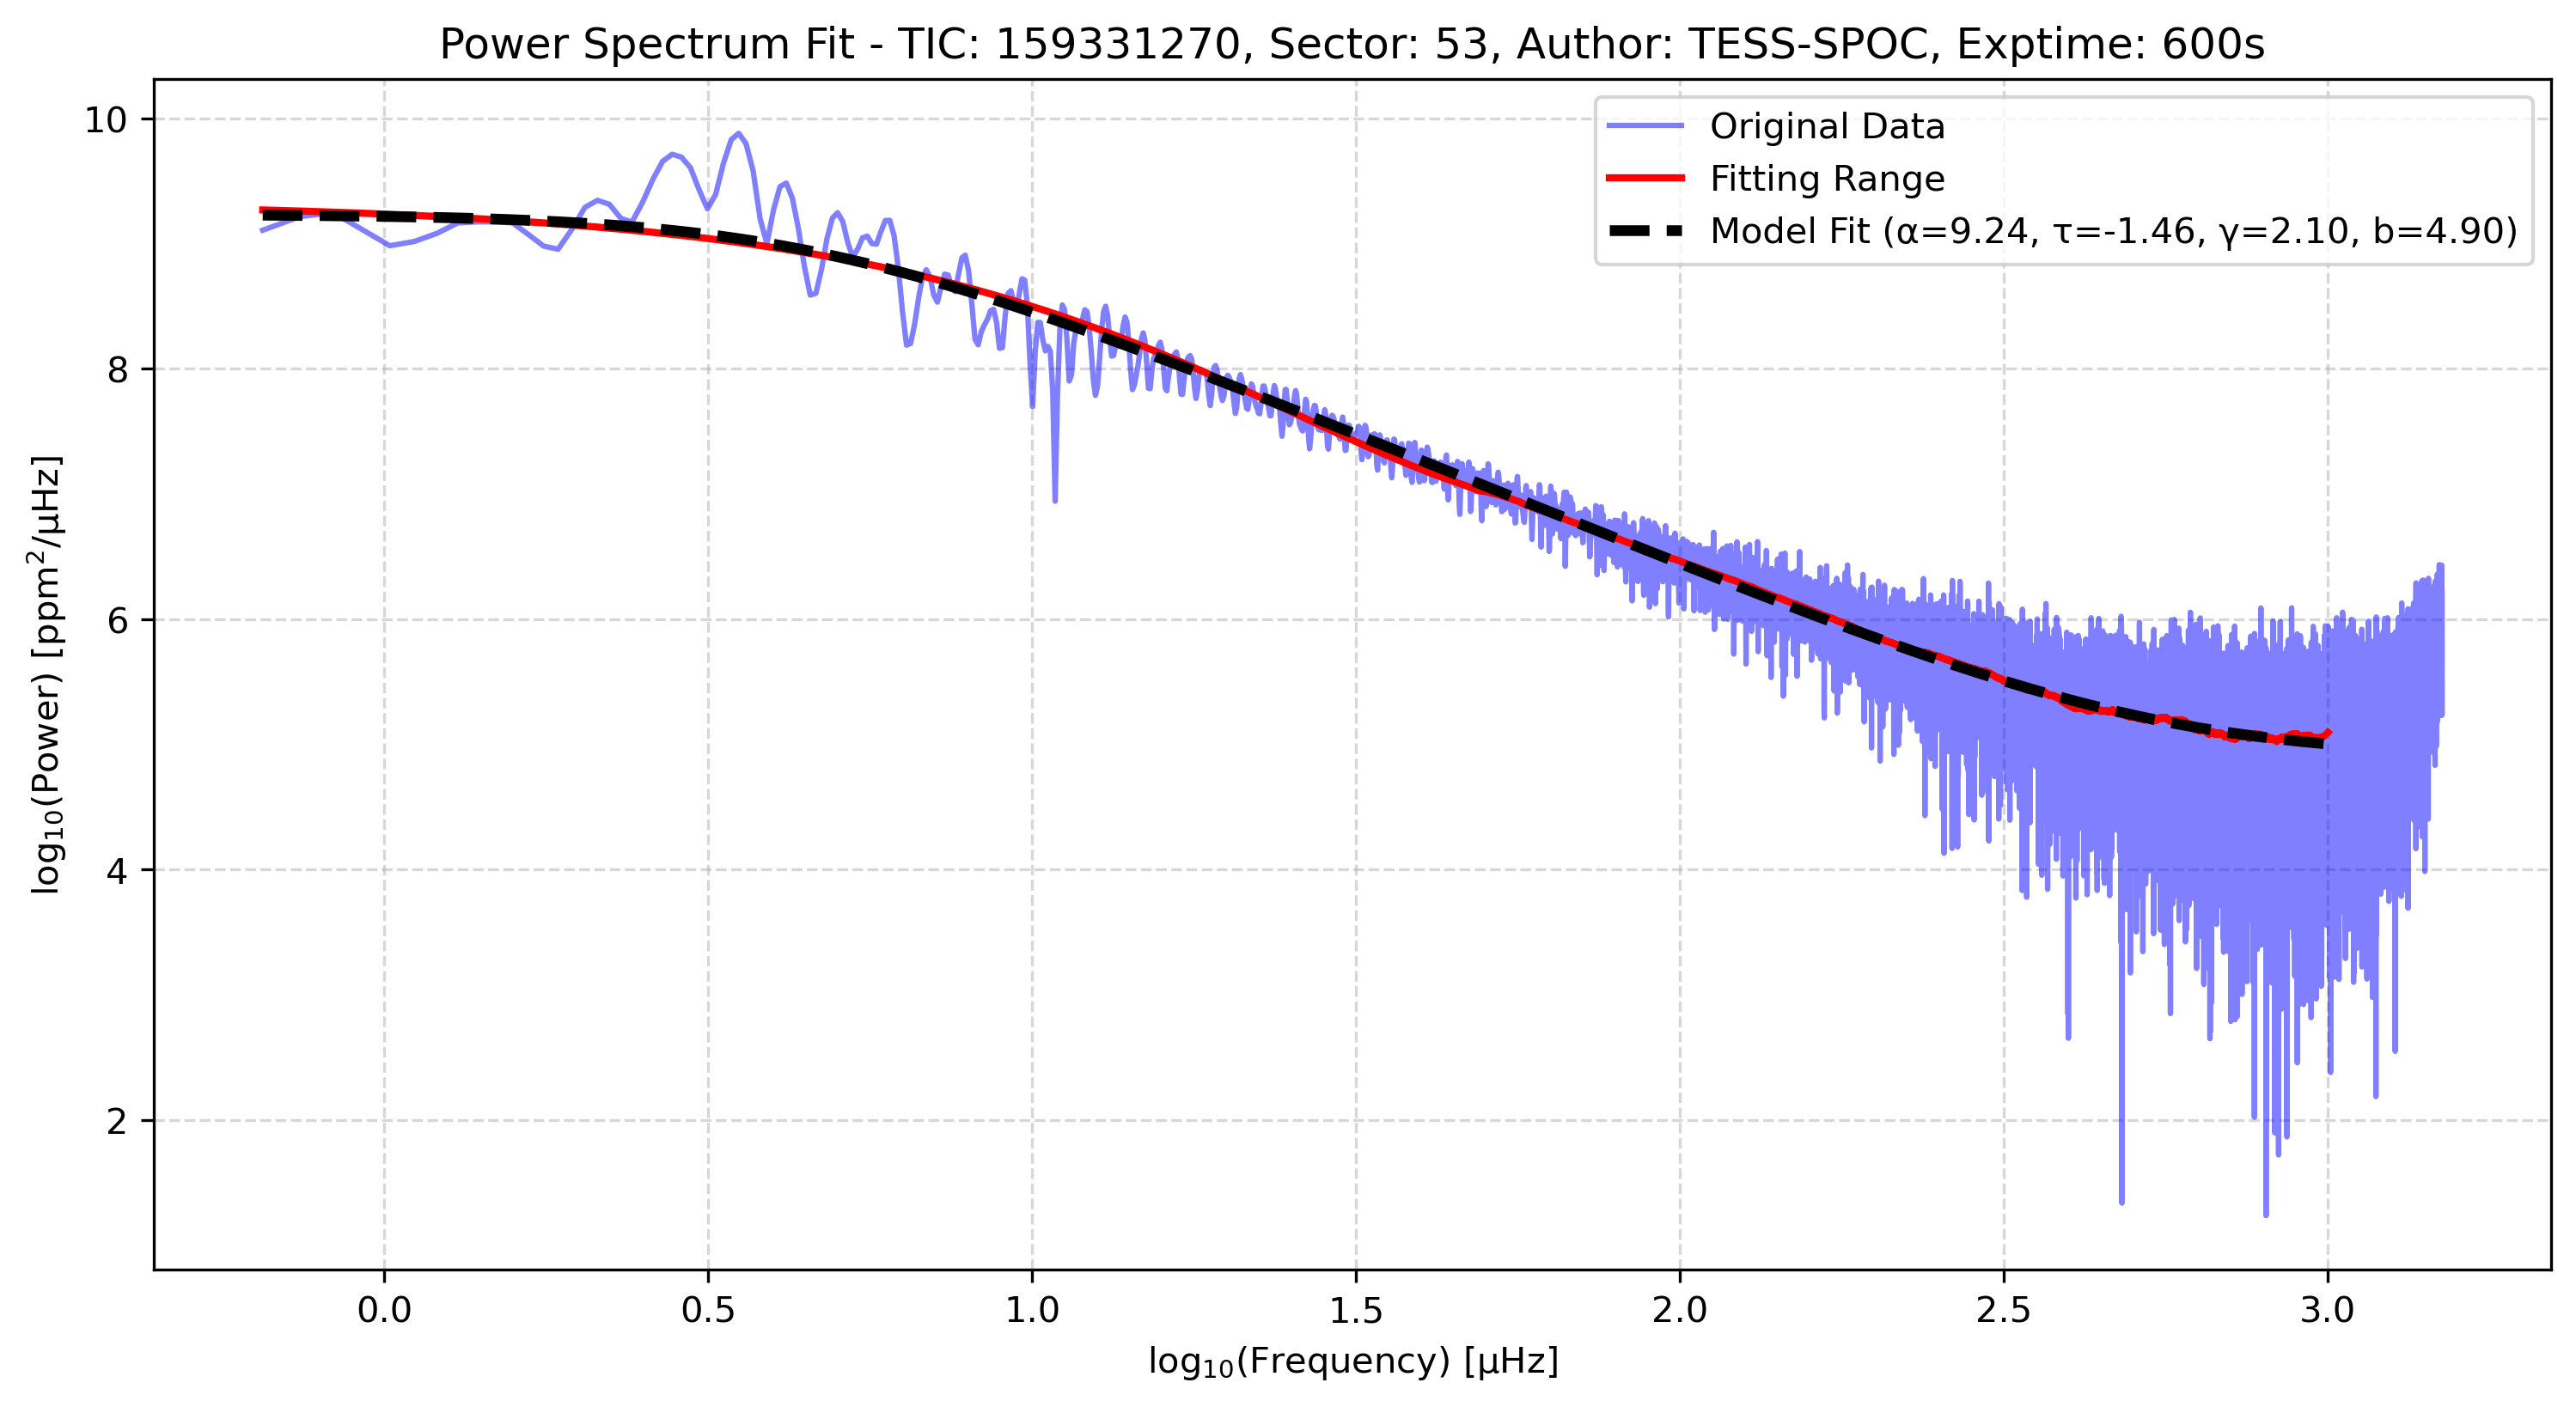 Power Spectrum Fit - TIC: 159331270, Sector: 53, Author: TESS-SPOC, Exptime: 600s
Original Data
Fitting Range
Model Fit (α=9.24, τ=-1.46, γ=2.10, b=4.90)
log₁₀(Power) [ppm²/μHz]
10
8
6
4
2
0.0 0.5 1.0 1.5 2.0 2.5 3.0
log₁₀(Frequency) [μHz]